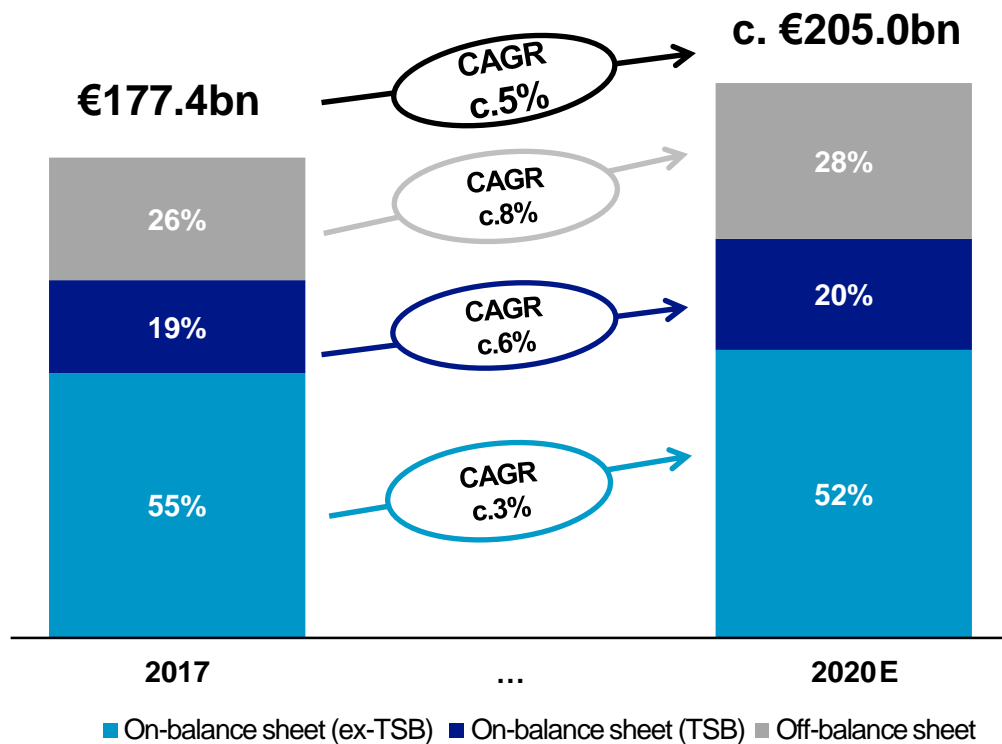 c. €205.0bn
CAGR
c.5%
€177.4bn
CAGR
c.8%
28%
26%
CAGR
c.6%
20%
19%
CAGR
c.3%
52%
55%
2017
...
2020E
On-balance sheet (ex-TSB)
On-balance sheet (TSB)
Off-balance sheet